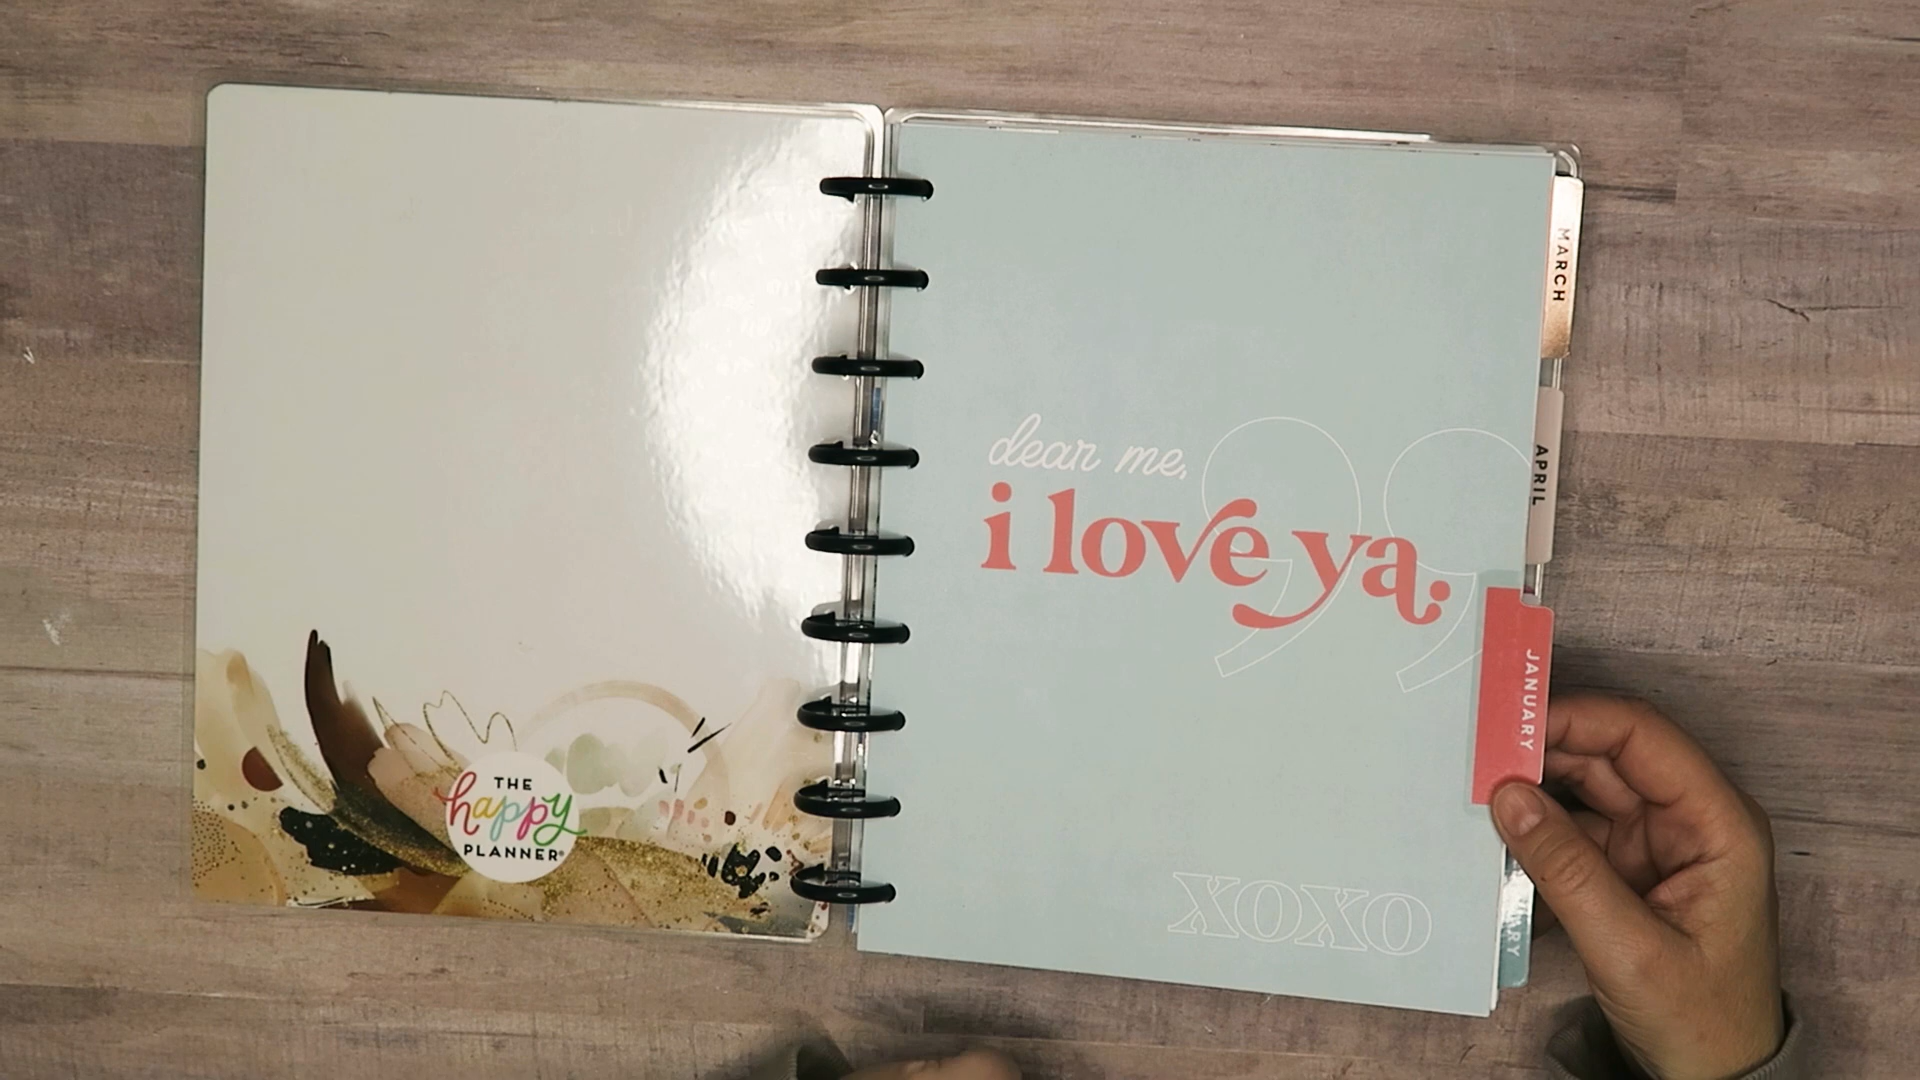 THE
happy
PLANNER®
dear me,
i love ya.
XOXO
MARCH
APRIL
JANUARY